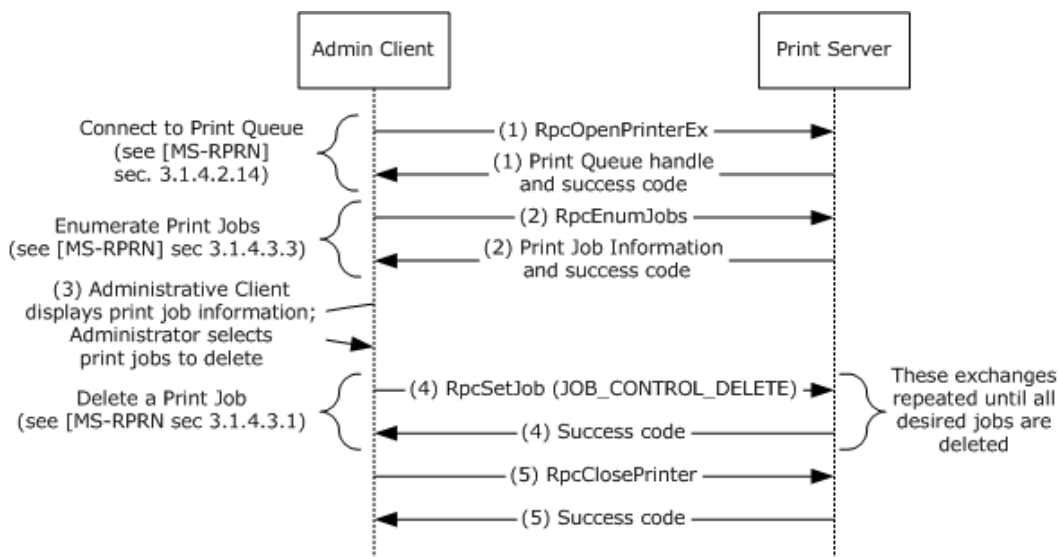 Admin Client
Print Server
Connect to Print Queue
(see [MS-RPRN]
sec. 3.1.4.2.14)
(1) RpcOpenPrinterEx
(1) Print Queue handle
and success code
Enumerate Print Jobs
(see [MS-RPRN] sec 3.1.4.3.3)
(2) RpcEnumJobs
(2) Print Job Information
and success code
(3) Administrative Client
displays print job information;
Administrator selects
print jobs to delete
Delete a Print Job
(see [MS-RPRN sec 3.1.4.3.1)
(4) RpcSetJob (JOB_CONTROL_DELETE)
(4) Success code
These exchanges
repeated until all
desired jobs are
deleted
(5) RpcClosePrinter
(5) Success code